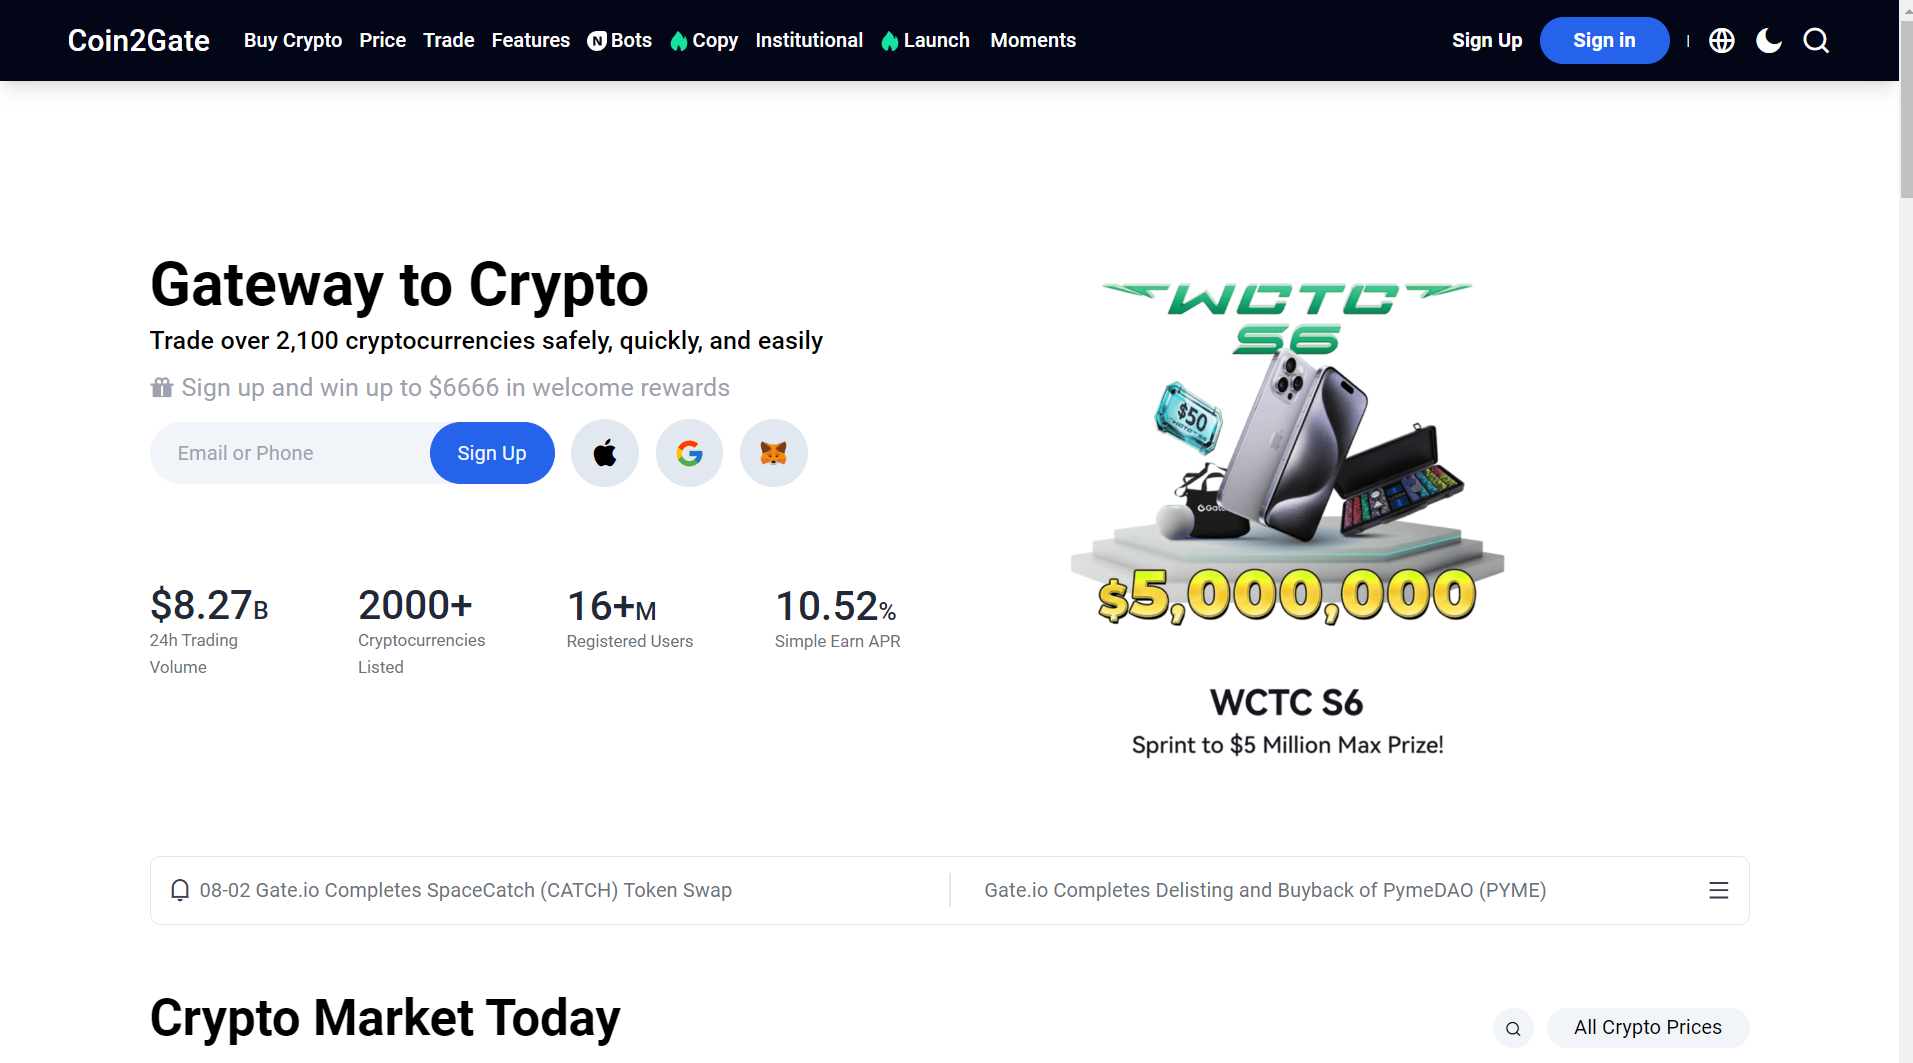 Coin2Gate Buy Crypto Price Trade Features Bots Copy Institutional Launch Moments Sign Up Sign in
Gateway to Crypto
Trade over 2,100 cryptocurrencies safely, quickly, and easily
Sign up and win up to $6666 in welcome rewards
Email or Phone Sign Up
$8.27B
24h Trading
Volume
2000+
Cryptocurrencies
Listed
16+M
Registered Users
10.52%
Simple Earn APR
WCTC
S6
$50
WCTC S6
Gate
$5,000,000
WCTC S6
Sprint to $5 Million Max Prize!
08-02 Gate.io Completes SpaceCatch (CATCH) Token Swap
Gate.io Completes Delisting and Buyback of PymeDAO (PYME)
Crypto Market Today
All Crypto Prices